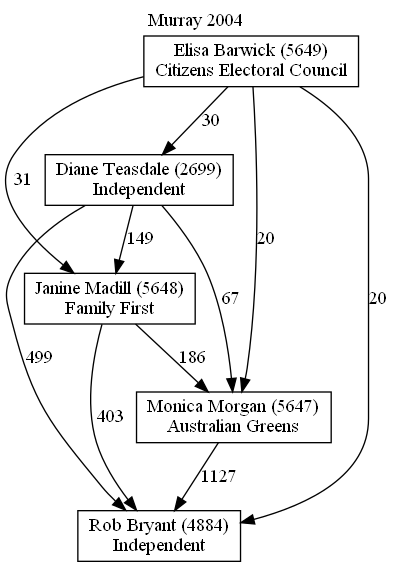 Murray 2004
Elisa Barwick (5649)
Citizens Electoral Council
30
Diane Teasdale (2699)
Independent
31
149
20
Janine Madill (5648)
Family First
67
20
499
186
403
Monica Morgan (5647)
Australian Greens
1127
Rob Bryant (4884)
Independent